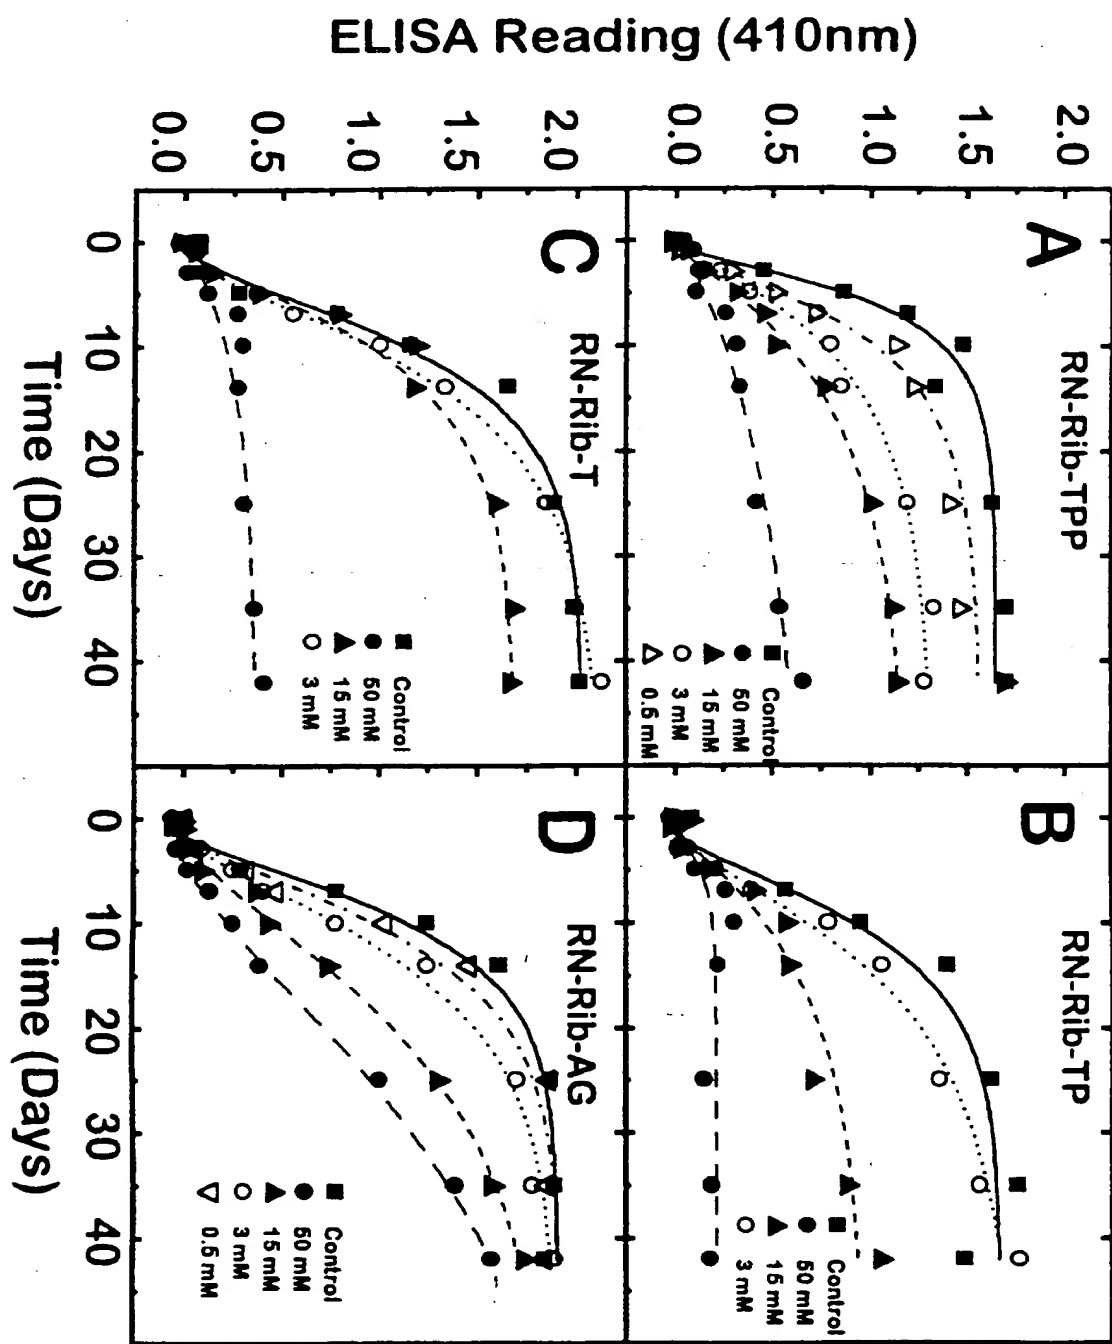 ELISA Reading (410nm)
2.0
1.5
1.0
0.5
0.0
A
RN-Rib-TPP
Control
50 mM
15 mM
3 mM
0.5 mM
B
RN-Rib-TP
Control
50 mM
15 mM
3 mM
2.0
1.5
1.0
0.5
0.0
C
RN-Rib-T
Control
50 mM
15 mM
3 mM
D
RN-Rib-AG
Control
50 mM
15 mM
3 mM
0.5 mM
0 10 20 30 40
Time (Days)
0 10 20 30 40
Time (Days)